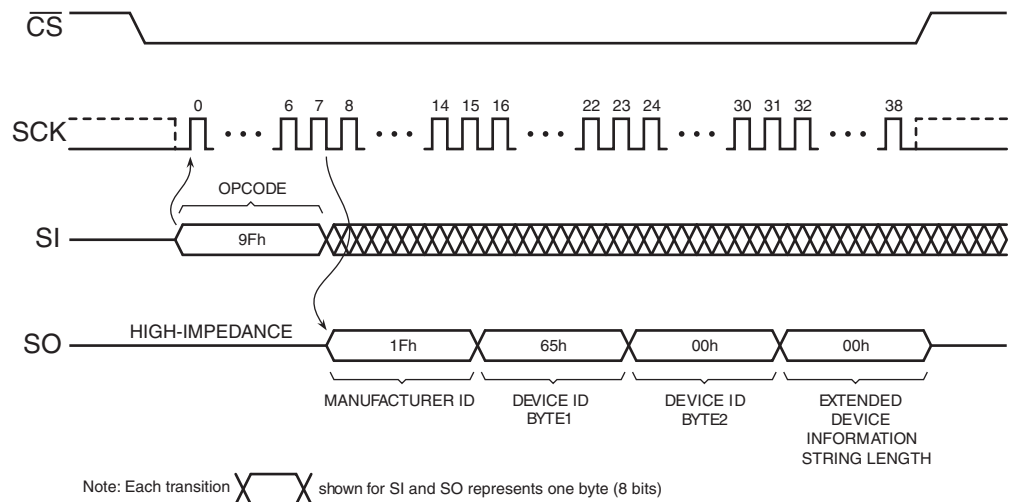 CS
SCK
0 6 7 8 14 15 16 22 23 24 30 31 32 38
OPCODE
SI
9Fh
SO
HIGH-IMPEDANCE
1Fh 65h 00h 00h
MANUFACTURER ID
DEVICE ID
BYTE1
DEVICE ID
BYTE2
EXTENDED
DEVICE
INFORMATION
STRING LENGTH
Note: Each transition shown for SI and SO represents one byte (8 bits)